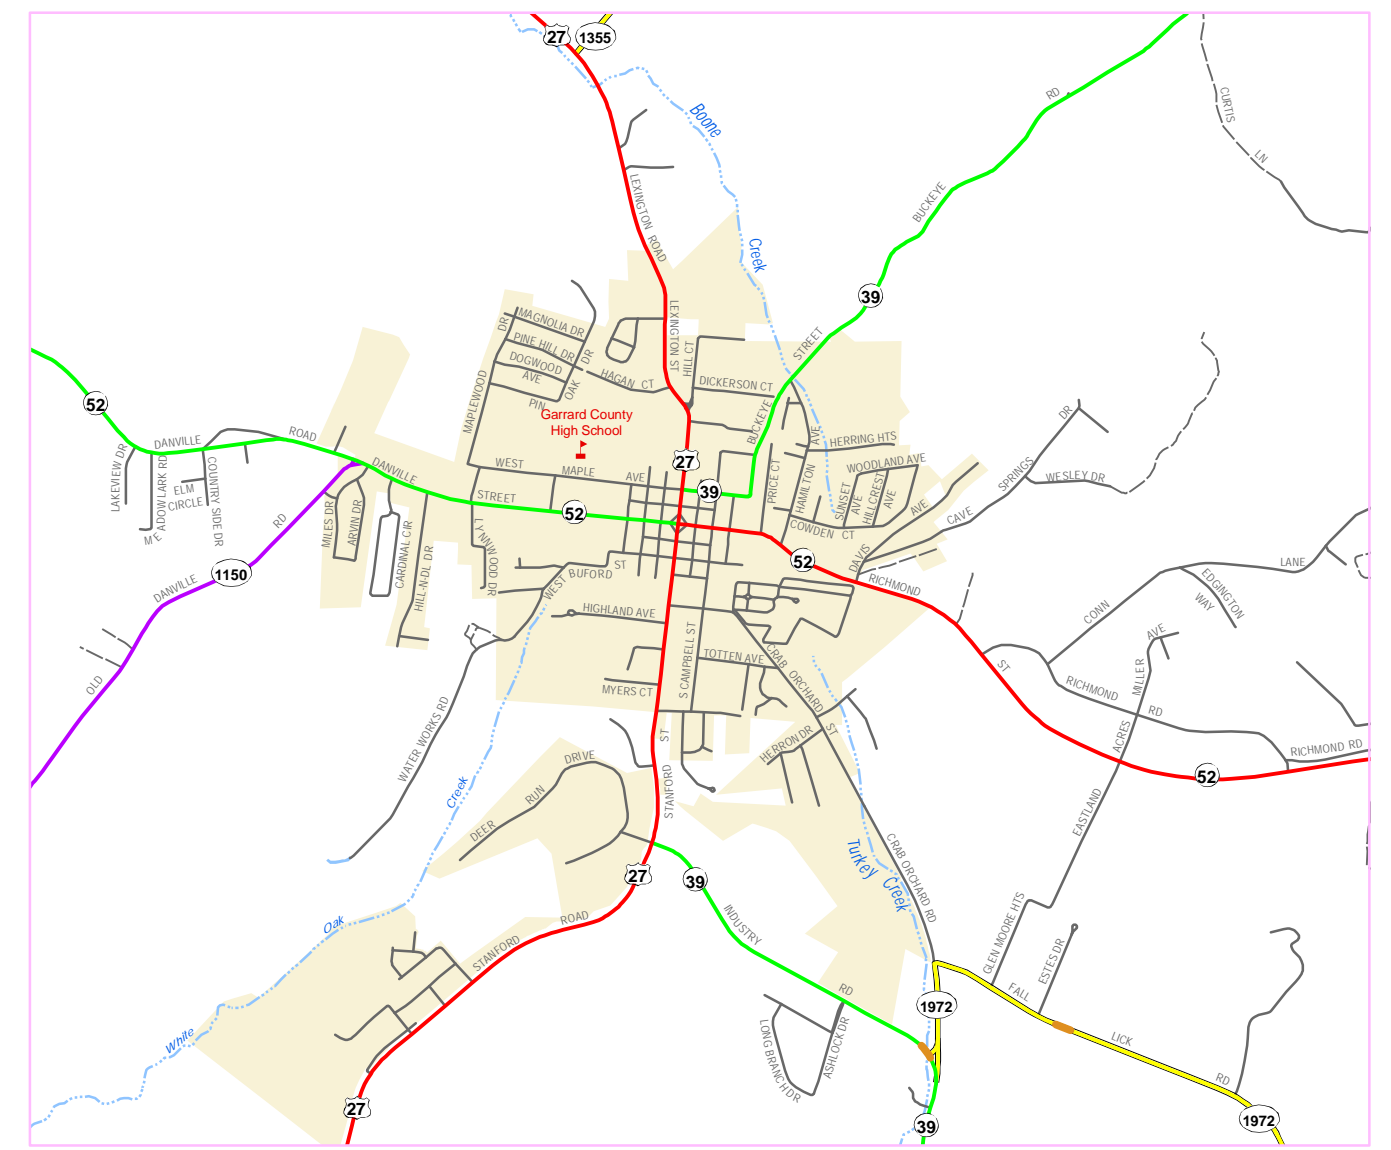 27
1355
Boone
RD
CURTIS
LN
LEXINGTON ROAD
BUCKEYE
Creek
39
MAGNOLIA DR
DR
LEXINGTON ST
HILL CT
STREET
PINE HILL DR
DOGWOOD
AVE
DR
OAK
PIN
HAGAN CT
DICKERSON CT
MAPLEWOOD
52
Garrard County
High School
BUCKEYE
AVE
HERRING HTS
DANVILLE
ROAD
LAKEVIEW DR
MEADOWLARK RD
COUNTRY SIDE DR
ELM
CIRCLE
DANVILLE
WEST
MAPLE
AVE
27
39
PRICE CT
HAMILTON
WOODLAND AVE
SUNSET
AVE
HILLCREST
AVE
SPRINGS
DR
WESLEY DR
STREET
52
COWDEN CT
AVE
CAVE
DAVIS
RD
MILES DR
ARVIN DR
CARDINAL CIR
HILL-N-DL DR
LYNNWOOD DR
1150
DANVILLE
OLD
WEST
BUFORD
ST
52
RICHMOND
HIGHLAND AVE
S CAMPBELL ST
TOTTEN AVE
MYERS CT
CRAB ORCHARD
ST
LANE
CONN
EDGINGTON
WAY
AVE
MILLER
ST
RICHMOND
RD
ACRES
RICHMOND RD
52
WATER WORKS RD
Creek
ST
STANFORD
HERRON DR
DRIVE
RUN
DEER
EASTLAND
Turkey Creek
CRAB ORCHARD RD
27
39
INDUSTRY
RD
Oak
ROAD
STANFORD
GLEN MOORE HTS
ESTES DR
FALL
LICK
RD
1972
White
LONG BRANCH DR
ASHLOCK DR
27
39
1972